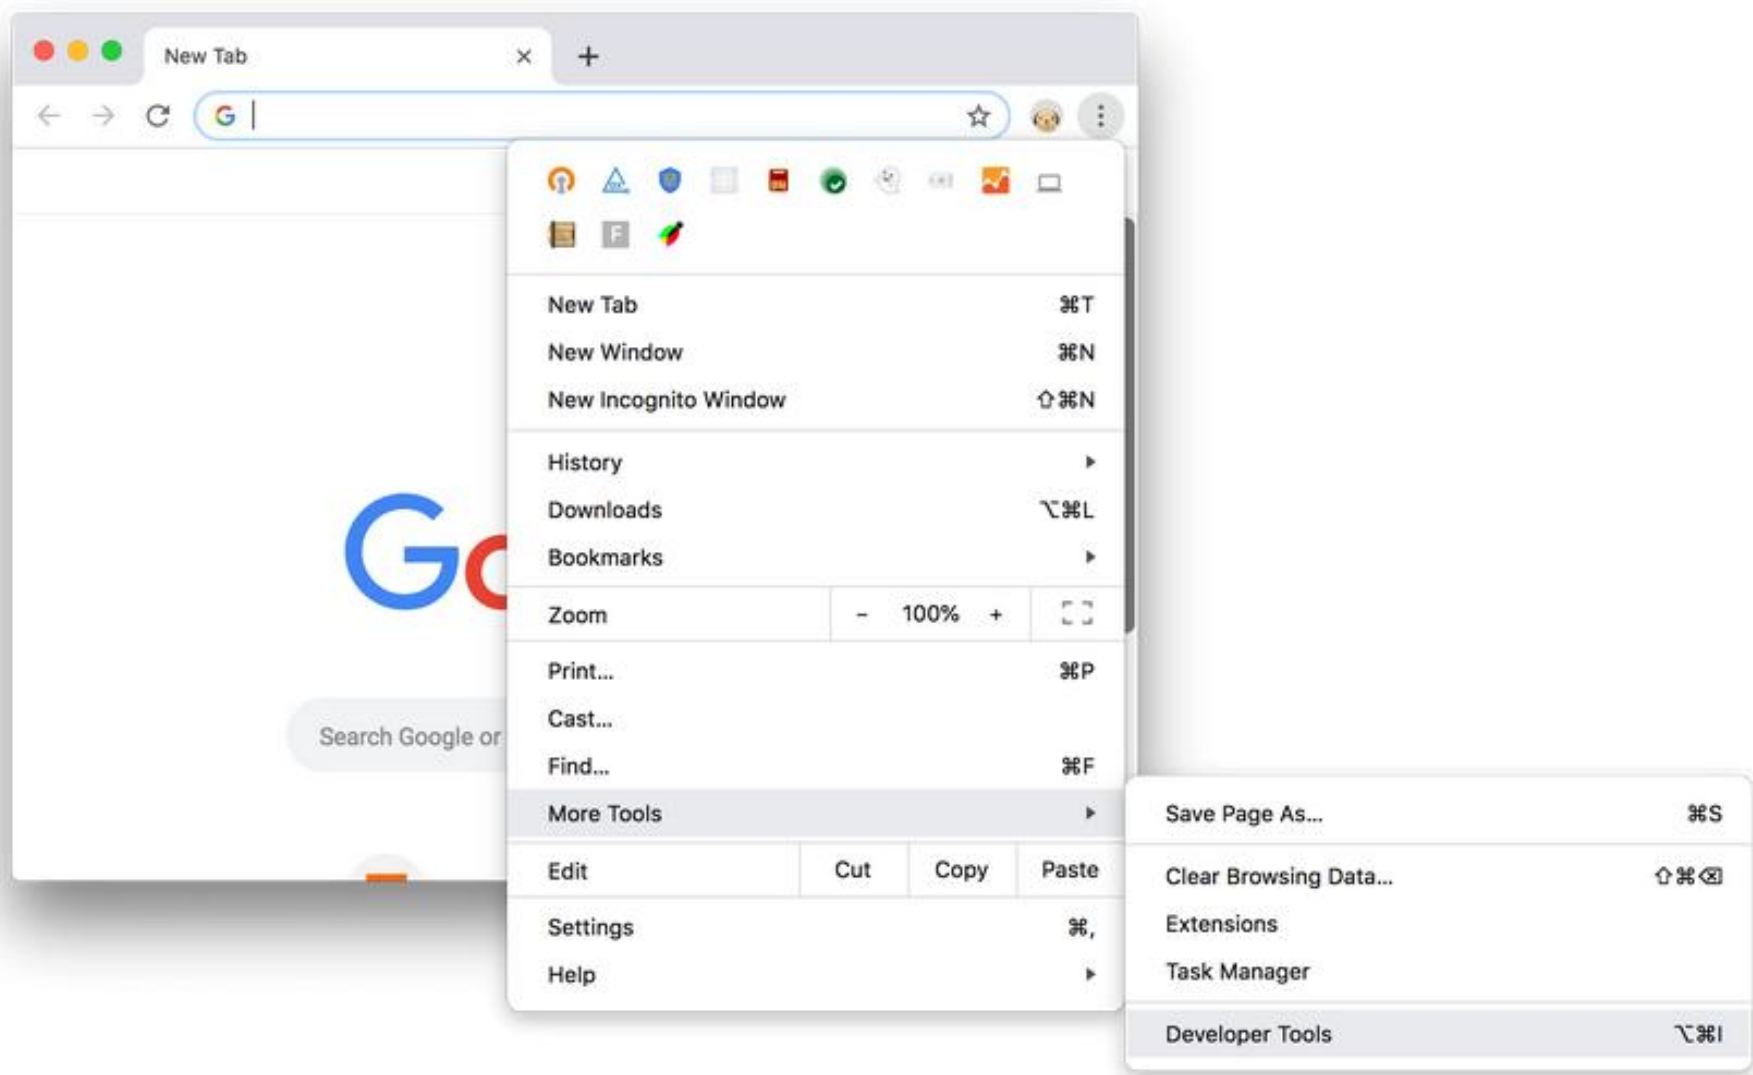 New Tab
New Tab ⌘T
New Window ⌘N
New Incognito Window ⇧⌘N
History
Downloads ⌥⌘L
Bookmarks
Zoom - 100% +
Go
Search Google or
Print...
⌘P
Cast...
Find... ⌘F
More Tools
Edit Cut Copy Paste
Settings ⌘,
Help
Save Page As... ⌘S
Clear Browsing Data... ⇧⌘⌫
Extensions
Task Manager
Developer Tools ⌥⌘I